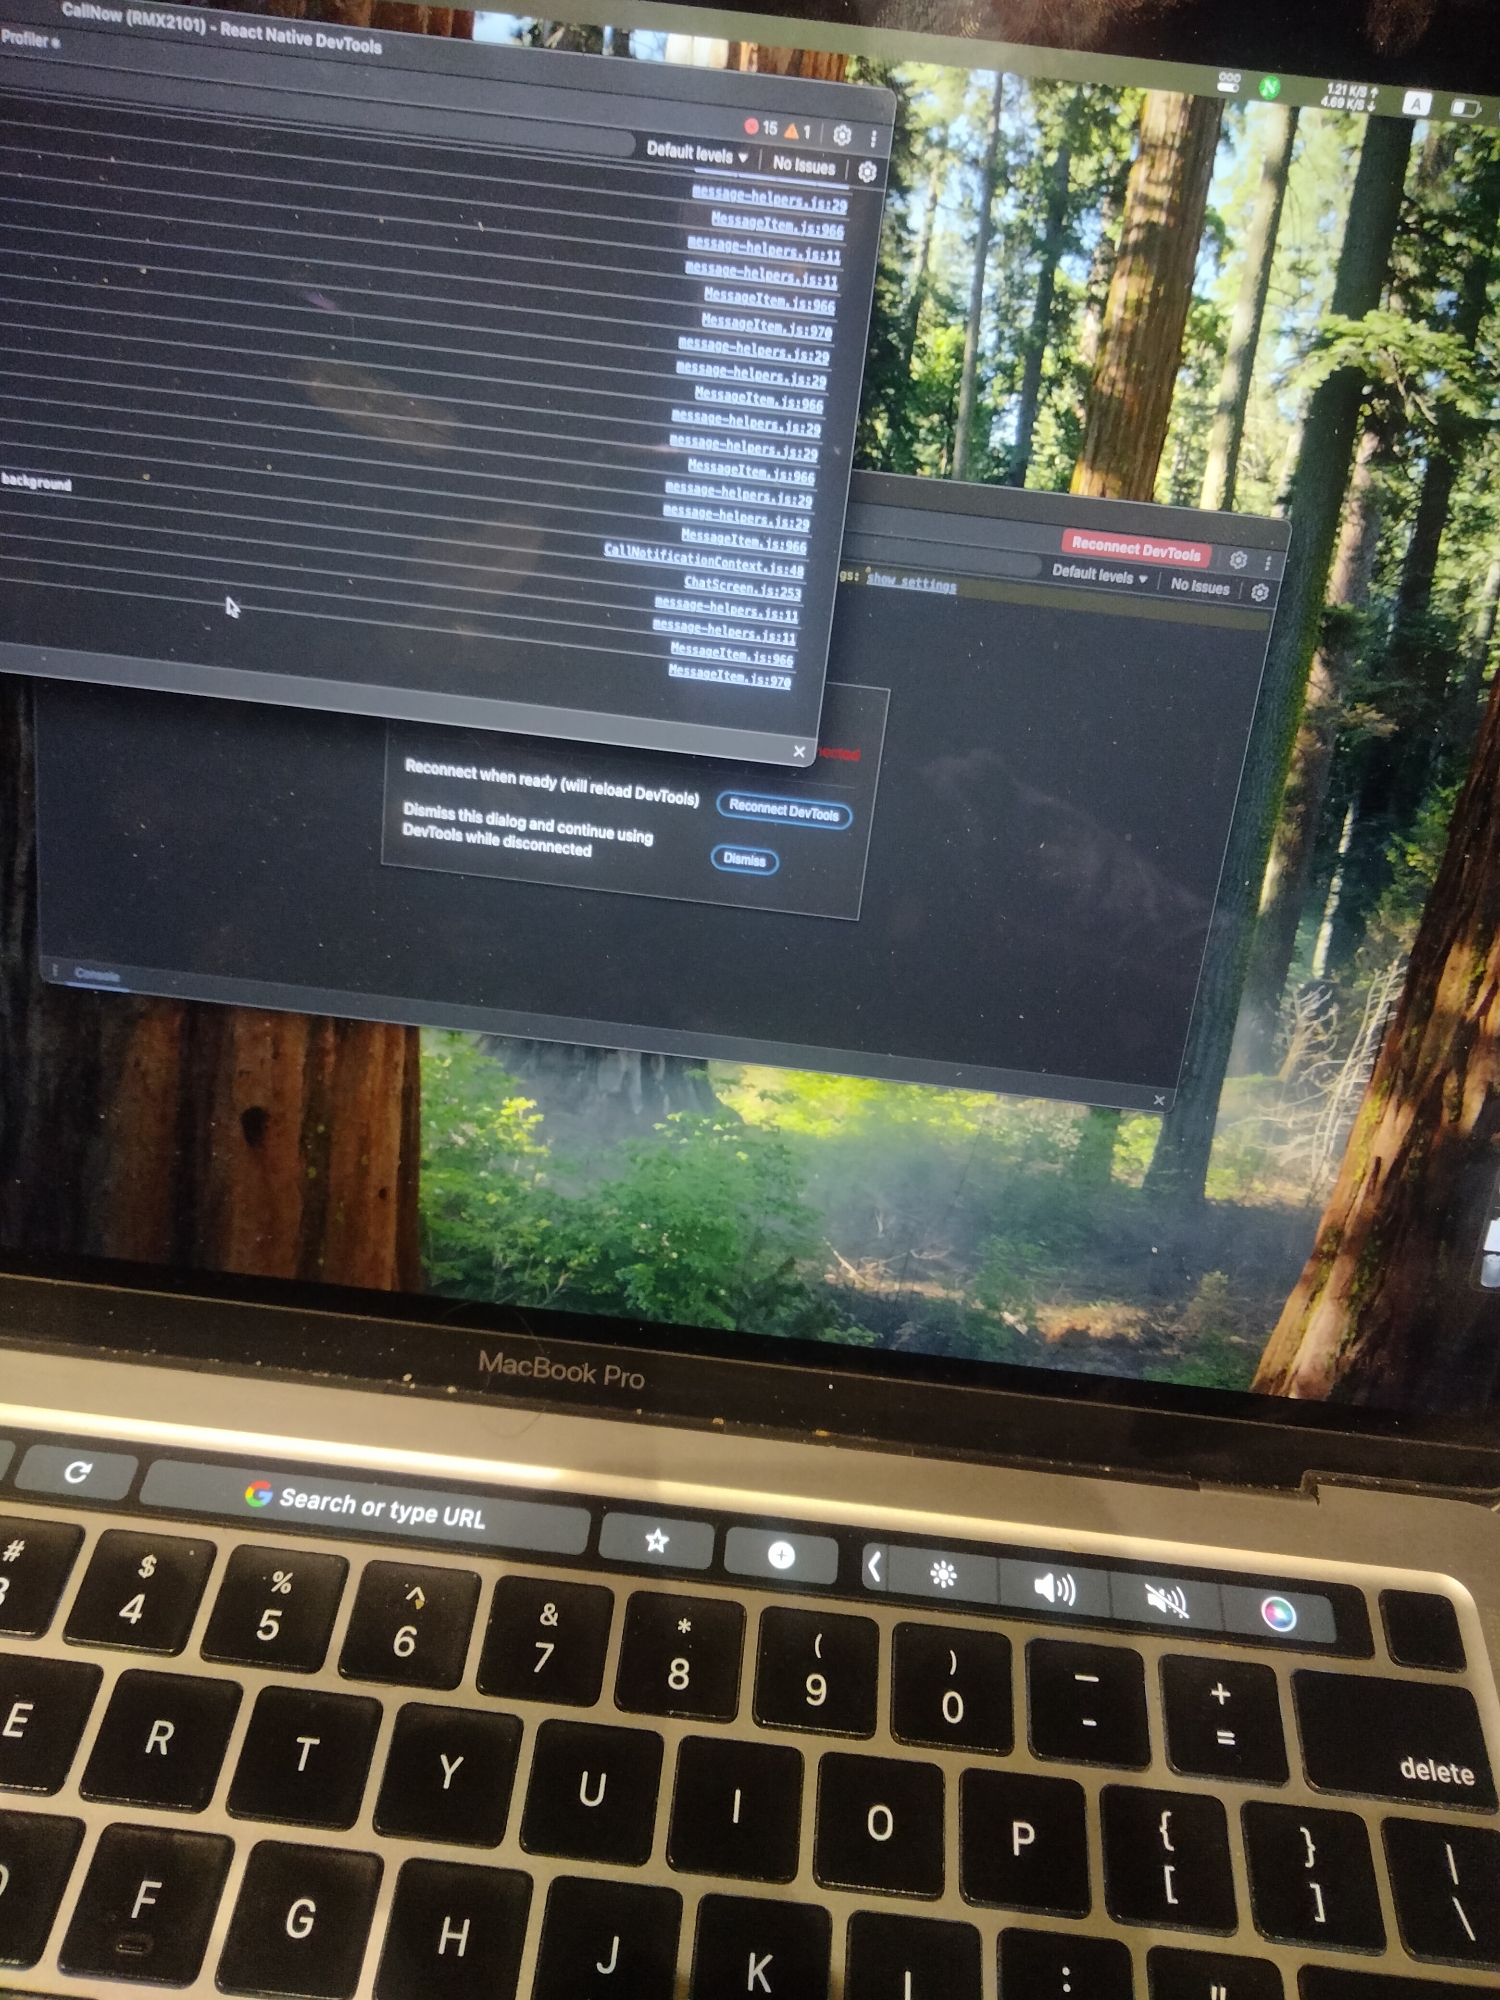 CallNow (RMX2101) - React Native DevTools
Profiler
15 1
Default levels ▼ No Issues
message-helpers.js:29
MessageItem.js:966
message-helpers.js:11
message-helpers.js:11
MessageItem.js:966
MessageItem.js:970
message-helpers.js:29
message-helpers.js:29
MessageItem.js:966
message-helpers.js:29
message-helpers.js:29
MessageItem.js:966
message-helpers.js:29
background
message-helpers.js:29
MessageItem.js:966
CallNotificationContext.js:48
ChatScreen.js:253
message-helpers.js:11
message-helpers.js:11
MessageItem.js:966
MessageItem.js:970
1.21 K/s ↑
4.69 K/s ↓
N
A
Reconnect DevTools
Default levels ▼ No Issues
gs: show settings
nected
Reconnect when ready (will reload DevTools)
Reconnect DevTools
Dismiss this dialog and continue using
DevTools while disconnected
Dismiss
Console
MacBook Pro
G Search or type URL
# $ % ^ & * ( ) — +
3 4 5 6 7 8 9 0 - =
delete
E R T Y U I O P { } |
[ ] \
F G H J K L :